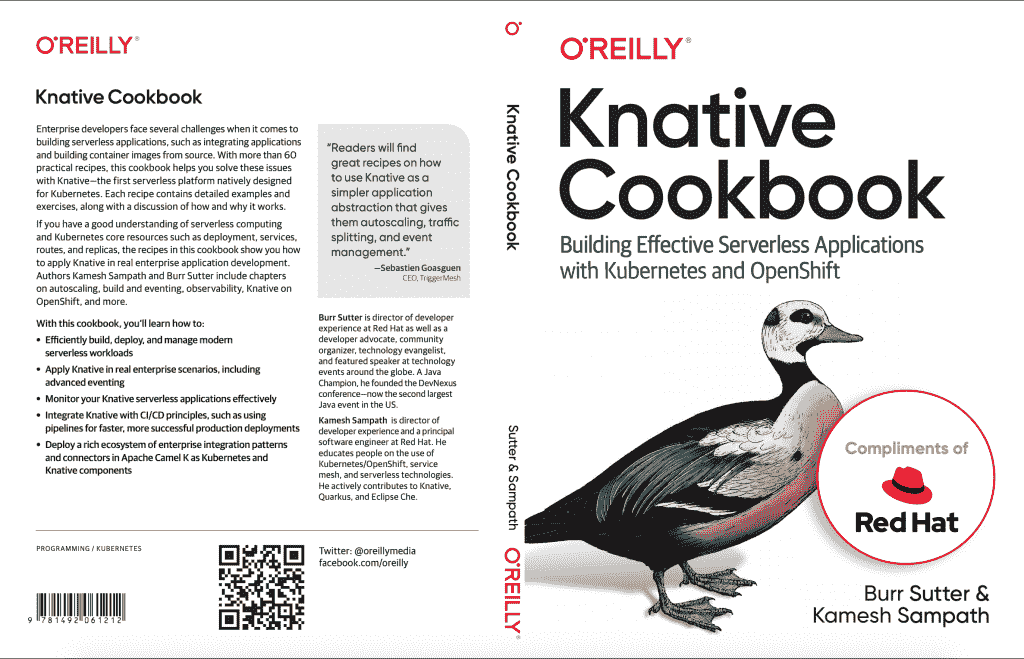 O'REILLY®
Knative Cookbook
Enterprise developers face several challenges when it comes to
building serverless applications, such as integrating applications
and building container images from source. With more than 60
practical recipes, this cookbook helps you solve these issues
with Knative—the first serverless platform natively designed
for Kubernetes. Each recipe contains detailed examples and
exercises, along with a discussion of how and why it works.
If you have a good understanding of serverless computing
and Kubernetes core resources such as deployment, services,
routes, and replicas, the recipes in this cookbook show you how
to apply Knative in real enterprise application development.
Authors Kamesh Sampath and Burr Sutter include chapters
on autoscaling, build and eventing, observability, Knative on
OpenShift, and more.
With this cookbook, you'll learn how to:
• Efficiently build, deploy, and manage modern
serverless workloads
• Apply Knative in real enterprise scenarios, including
advanced eventing
• Monitor your Knative serverless applications effectively
• Integrate Knative with CI/CD principles, such as using
pipelines for faster, more successful production deployments
• Deploy a rich ecosystem of enterprise integration patterns
and connectors in Apache Camel K as Kubernetes and
Knative components
"Readers will find
great recipes on how
to use Knative as a
simpler application
abstraction that gives
them autoscaling, traffic
splitting, and event
management."
—Sebastien Goasguen
CEO, TriggerMesh
Burr Sutter is director of developer
experience at Red Hat as well as a
developer advocate, community
organizer, technology evangelist,
and featured speaker at technology
events around the globe. A Java
Champion, he founded the DevNexus
conference—now the second largest
Java event in the US.
Kamesh Sampath is director of
developer experience and a principal
software engineer at Red Hat. He
educates people on the use of
Kubernetes/OpenShift, service
mesh, and serverless technologies.
He actively contributes to Knative,
Quarkus, and Eclipse Che.
PROGRAMMING / KUBERNETES
Twitter: @oreillymedia
facebook.com/oreilly
9 781492 061212
Knative Cookbook
Sutter & Sampath
O'REILLY®
O'REILLY®
Knative
Cookbook
Building Effective Serverless Applications
with Kubernetes and OpenShift
Compliments of
Red Hat
Burr Sutter &
Kamesh Sampath